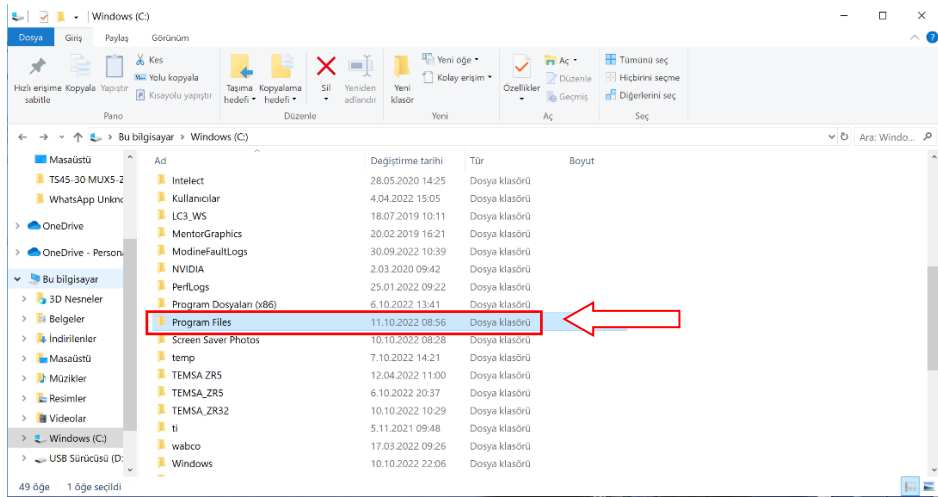 Windows (C:)
Dosya Giriş Paylaş Görünüm
Hızlı erişime sabitle
Kopyala
Yapıştır
Kes
Yolu kopyala
Kısayolu yapıştır
Pano
Taşıma hedefi
Kopyalama hedefi
Sil
Yeniden adlandır
Düzenle
Yeni klasör
Yeni öğe
Kolay erişim
Yeni
Özellikler
Aç
Düzenle
Geçmiş
Aç
Tümünü seç
Hiçbirini seçme
Diğerlerini seç
Seç
Bu bilgisayar > Windows (C:)
Ara: Windo...
Masaüstü
TS45-30 MUX5-Z
WhatsApp Unkno
OneDrive
OneDrive - Person
Bu bilgisayar
3D Nesneler
Belgeler
İndirilenler
Masaüstü
Müzikler
Resimler
Videolar
Windows (C:)
USB Sürücüsü (D:
Ad Değiştirme tarihi Tür Boyut
Intelect 28.05.2020 14:25 Dosya klasörü
Kullanıcılar 4.04.2022 15:05 Dosya klasörü
LC3_WS 18.07.2019 10:11 Dosya klasörü
MentorGraphics 20.02.2019 16:21 Dosya klasörü
ModineFaultLogs 30.09.2022 10:39 Dosya klasörü
NVIDIA 2.03.2020 09:42 Dosya klasörü
PerfLogs 25.01.2022 09:22 Dosya klasörü
Program Dosyaları (x86) 6.10.2022 13:41 Dosya klasörü
Program Files 11.10.2022 08:56 Dosya klasörü
Screen Saver Photos 10.10.2022 08:28 Dosya klasörü
temp 7.10.2022 14:21 Dosya klasörü
TEMSA ZR5 12.04.2022 11:00 Dosya klasörü
TEMSA_ZR5 6.10.2022 20:37 Dosya klasörü
TEMSA_ZR32 10.10.2022 10:29 Dosya klasörü
ti 5.11.2021 09:48 Dosya klasörü
wabco 17.03.2022 09:26 Dosya klasörü
Windows 10.10.2022 22:06 Dosya klasörü
49 öğe 1 öğe seçildi